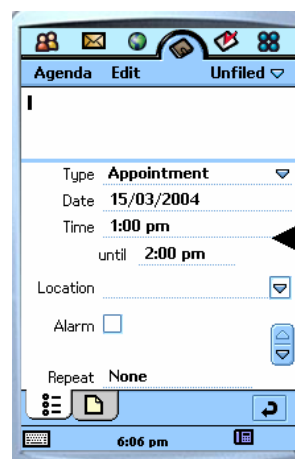 Agenda Edit Unfiled
Type Appointment
Date 15/03/2004
Time 1:00 pm
until 2:00 pm
Location
Alarm
Repeat None
6:06 pm